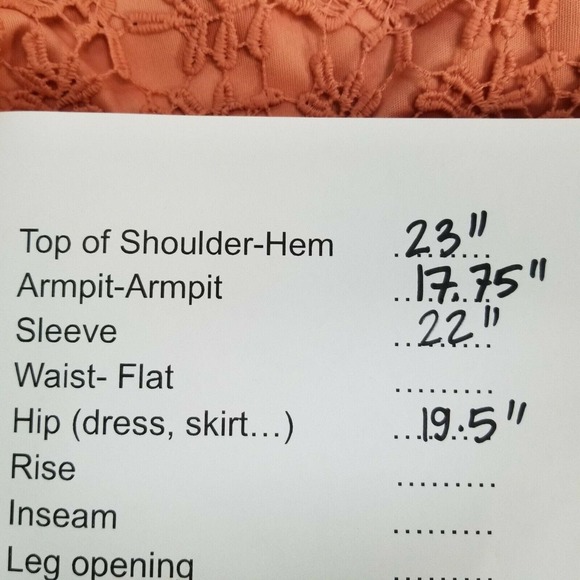 Top of Shoulder-Hem ......... 23"
Armpit-Armpit ......... 17.75"
Sleeve ......... 22"
Waist- Flat .........
Hip (dress, skirt...) ......... 19.5"
Rise .........
Inseam .........
Leg opening .........